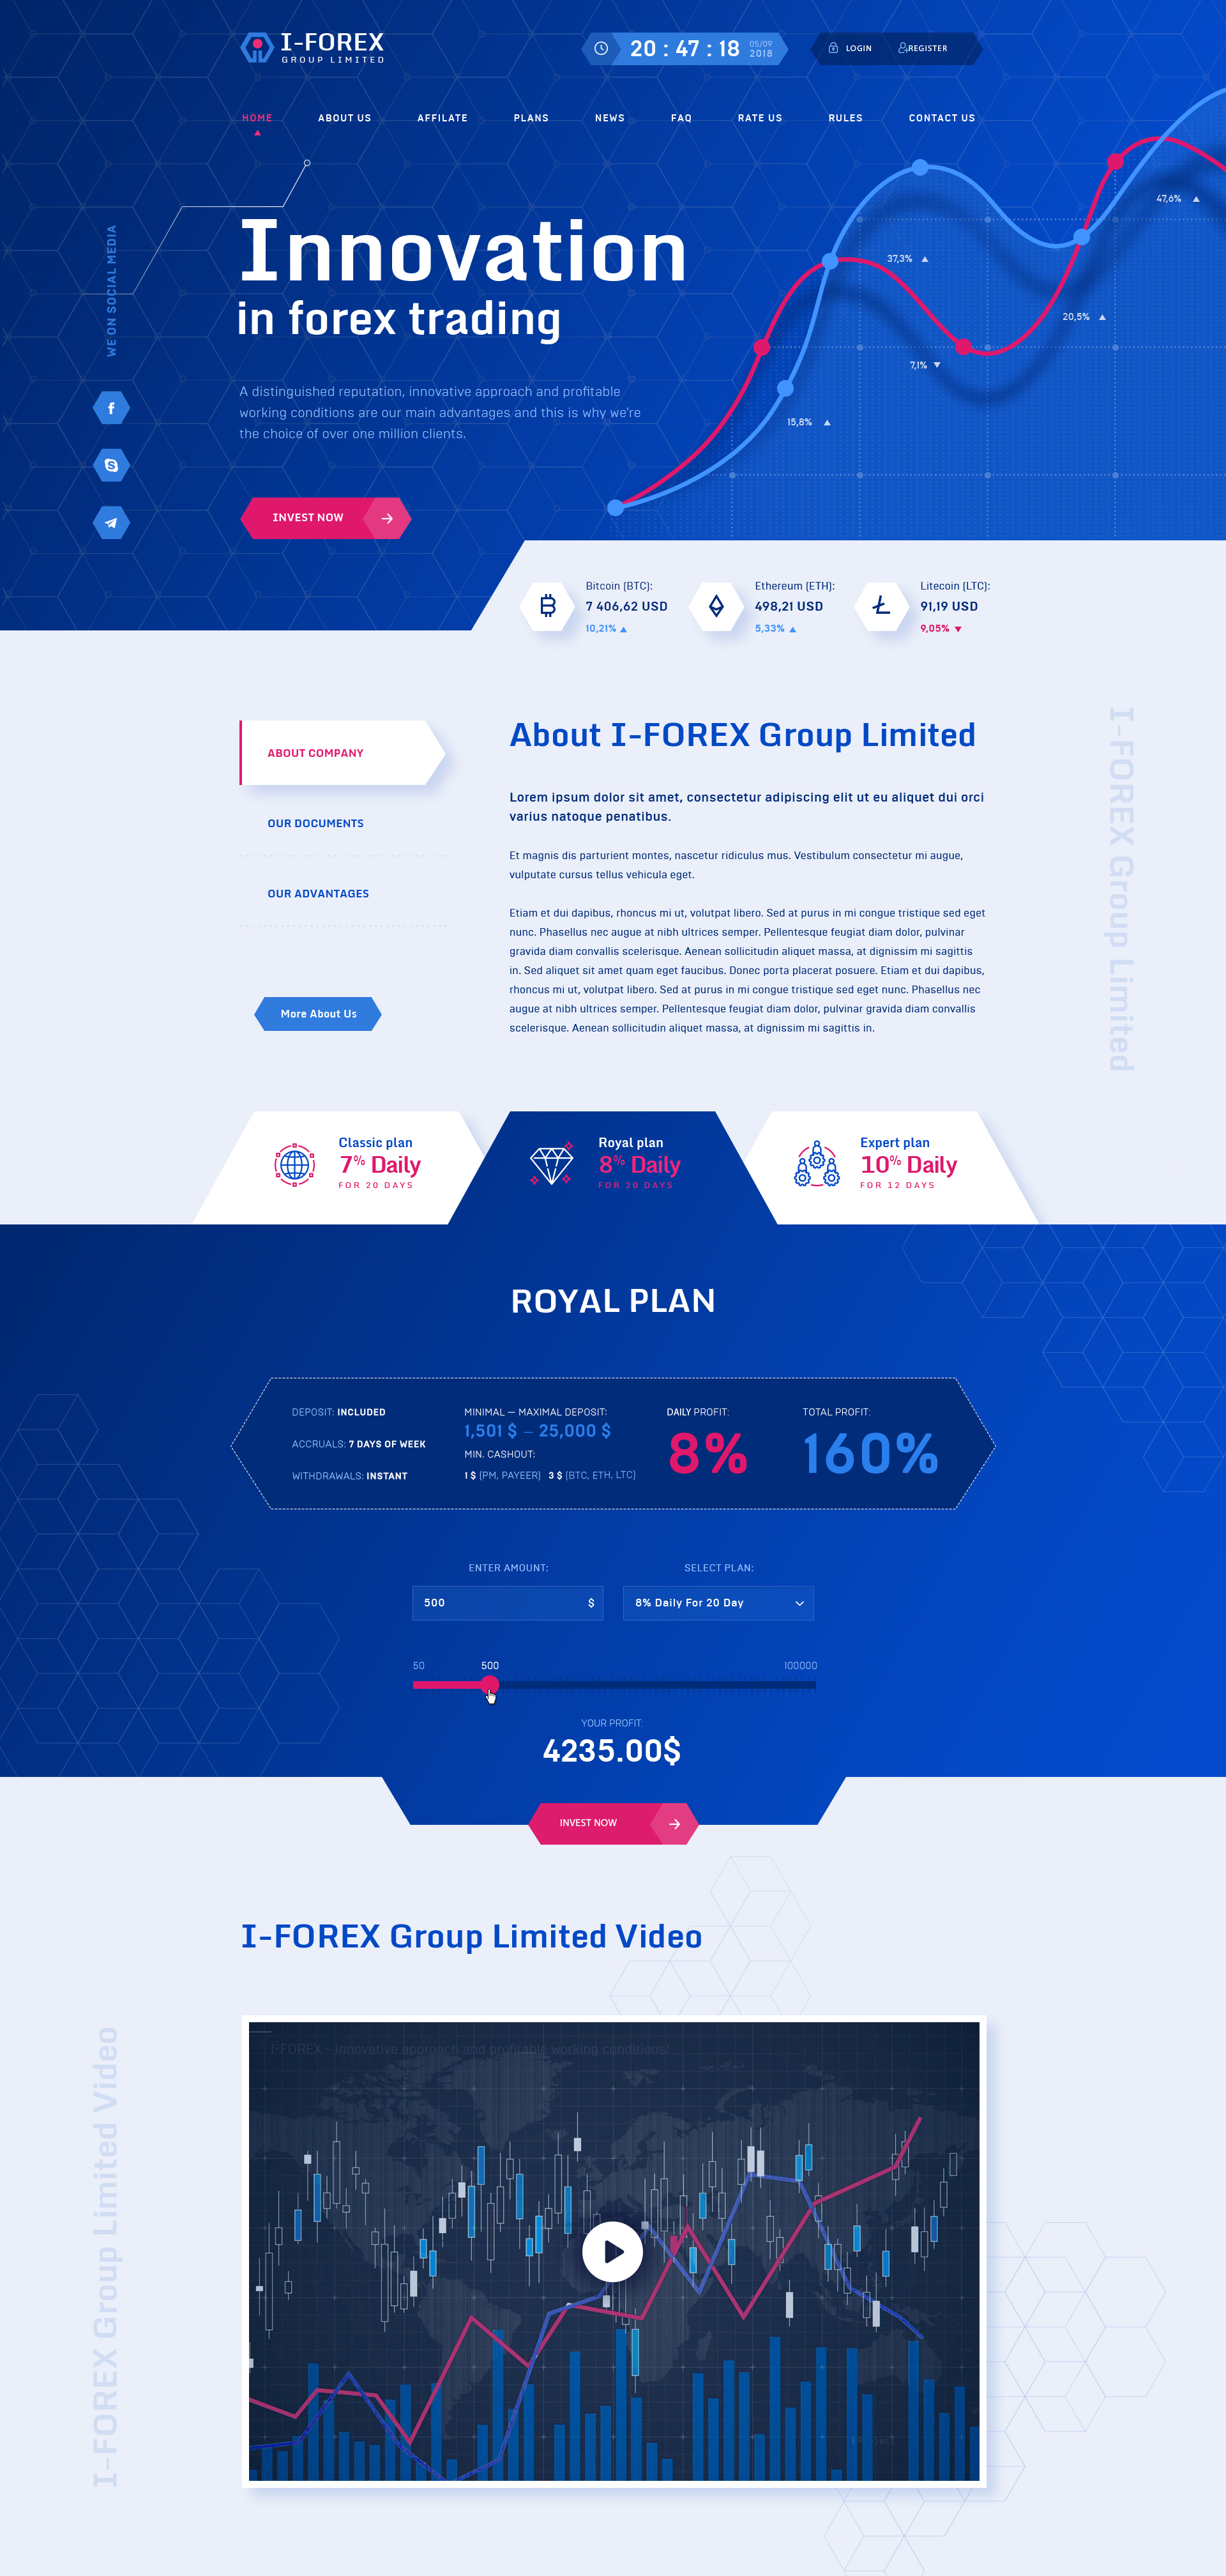 I-FOREX
GROUP LIMITED
20 : 47 : 18
05/09
2018
LOGIN
REGISTER
HOME
ABOUT US
AFFILATE
PLANS
NEWS
FAQ
RATE US
RULES
CONTACT US
WE ON SOCIAL MEDIA
Innovation
in forex trading
A distinguished reputation, innovative approach and profitable
working conditions are our main advantages and this is why we're
the choice of over one million clients.
INVEST NOW
47,6%
37,3%
20,5%
7,1%
15,8%
Bitcoin (BTC):
7 406,62 USD
10,21%
Ethereum (ETH):
498,21 USD
5,33%
Litecoin (LTC):
91,19 USD
9,05%
ABOUT COMPANY
OUR DOCUMENTS
OUR ADVANTAGES
More About Us
About I-FOREX Group Limited
Lorem ipsum dolor sit amet, consectetur adipiscing elit ut eu aliquet dui orci
varius natoque penatibus.
Et magnis dis parturient montes, nascetur ridiculus mus. Vestibulum consectetur mi augue,
vulputate cursus tellus vehicula eget.
Etiam et dui dapibus, rhoncus mi ut, volutpat libero. Sed at purus in mi congue tristique sed eget
nunc. Phasellus nec augue at nibh ultrices semper. Pellentesque feugiat diam dolor, pulvinar
gravida diam convallis scelerisque. Aenean sollicitudin aliquet massa, at dignissim mi sagittis
in. Sed aliquet sit amet quam eget faucibus. Donec porta placerat posuere. Etiam et dui dapibus,
rhoncus mi ut, volutpat libero. Sed at purus in mi congue tristique sed eget nunc. Phasellus nec
augue at nibh ultrices semper. Pellentesque feugiat diam dolor, pulvinar gravida diam convallis
scelerisque. Aenean sollicitudin aliquet massa, at dignissim mi sagittis in.
I-FOREX Group Limited
Classic plan
7% Daily
FOR 20 DAYS
Royal plan
8% Daily
FOR 20 DAYS
Expert plan
10% Daily
FOR 12 DAYS
ROYAL PLAN
DEPOSIT: INCLUDED
ACCRUALS: 7 DAYS OF WEEK
WITHDRAWALS: INSTANT
MINIMAL — MAXIMAL DEPOSIT:
1,501 $ – 25,000 $
MIN. CASHOUT:
1 $ (PM, PAYEER) 3 $ (BTC, ETH, LTC)
DAILY PROFIT:
8%
TOTAL PROFIT:
160%
ENTER AMOUNT:
500 $
SELECT PLAN:
8% Daily For 20 Day
50
500
100000
YOUR PROFIT:
4235.00$
INVEST NOW
I-FOREX Group Limited Video
I-FOREX Group Limited Video
I-FOREX - Innovative approach and profitable working conditions!